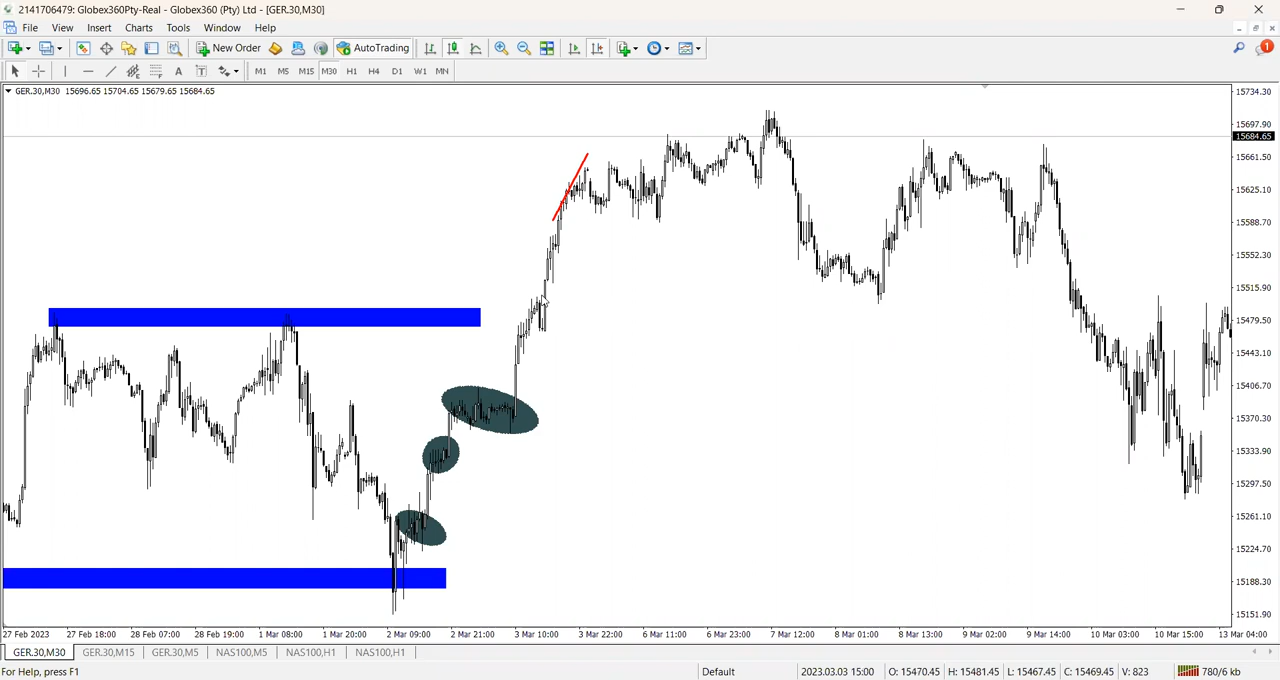 2141706479: Globex360Pty-Real - Globex360 (Pty) Ltd - [GER.30,M30]
File View Insert Charts Tools Window Help
New Order AutoTrading 1
A T M1 M5 M15 M30 H1 H4 D1 W1 MN
GER.30,M30 15696.65 15704.65 15679.65 15684.65
15734.30
15697.90
15684.65
15661.50
15625.10
15588.70
15552.30
15515.90
15479.50
15443.10
15406.70
15370.30
15333.90
15297.50
15261.10
15224.70
15188.30
15151.90
27 Feb 2023 27 Feb 18:00 28 Feb 07:00 28 Feb 19:00 1 Mar 08:00 1 Mar 20:00 2 Mar 09:00 2 Mar 21:00 3 Mar 10:00 3 Mar 22:00 6 Mar 11:00 6 Mar 23:00 7 Mar 12:00 8 Mar 01:00 8 Mar 13:00 9 Mar 02:00 9 Mar 14:00 10 Mar 03:00 10 Mar 15:00 13 Mar 04:00
GER.30,M30 GER.30,M15 GER.30,M5 NAS100,M5 NAS100,H1 NAS100,H1
For Help, press F1 Default 2023.03.03 15:00 O: 15470.45 H: 15481.45 L: 15467.45 C: 15469.45 V: 823 780/6 kb